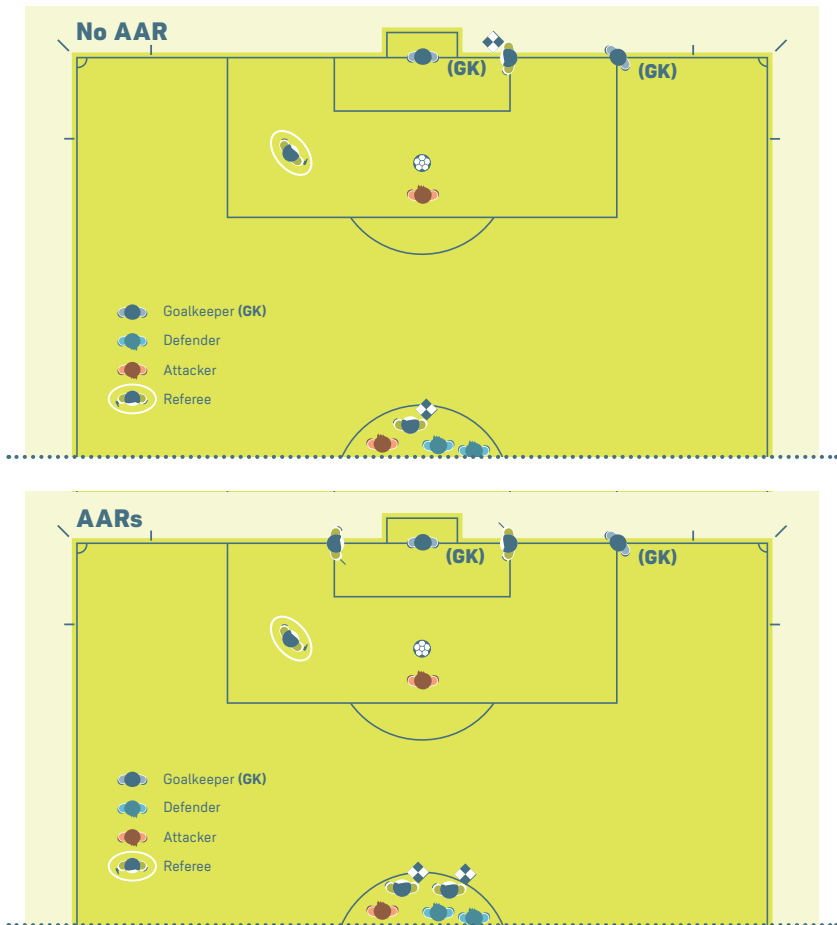 No AAR
(GK)
(GK)
Goalkeeper (GK)
Defender
Attacker
Referee
AARs
(GK)
(GK)
Goalkeeper (GK)
Defender
Attacker
Referee